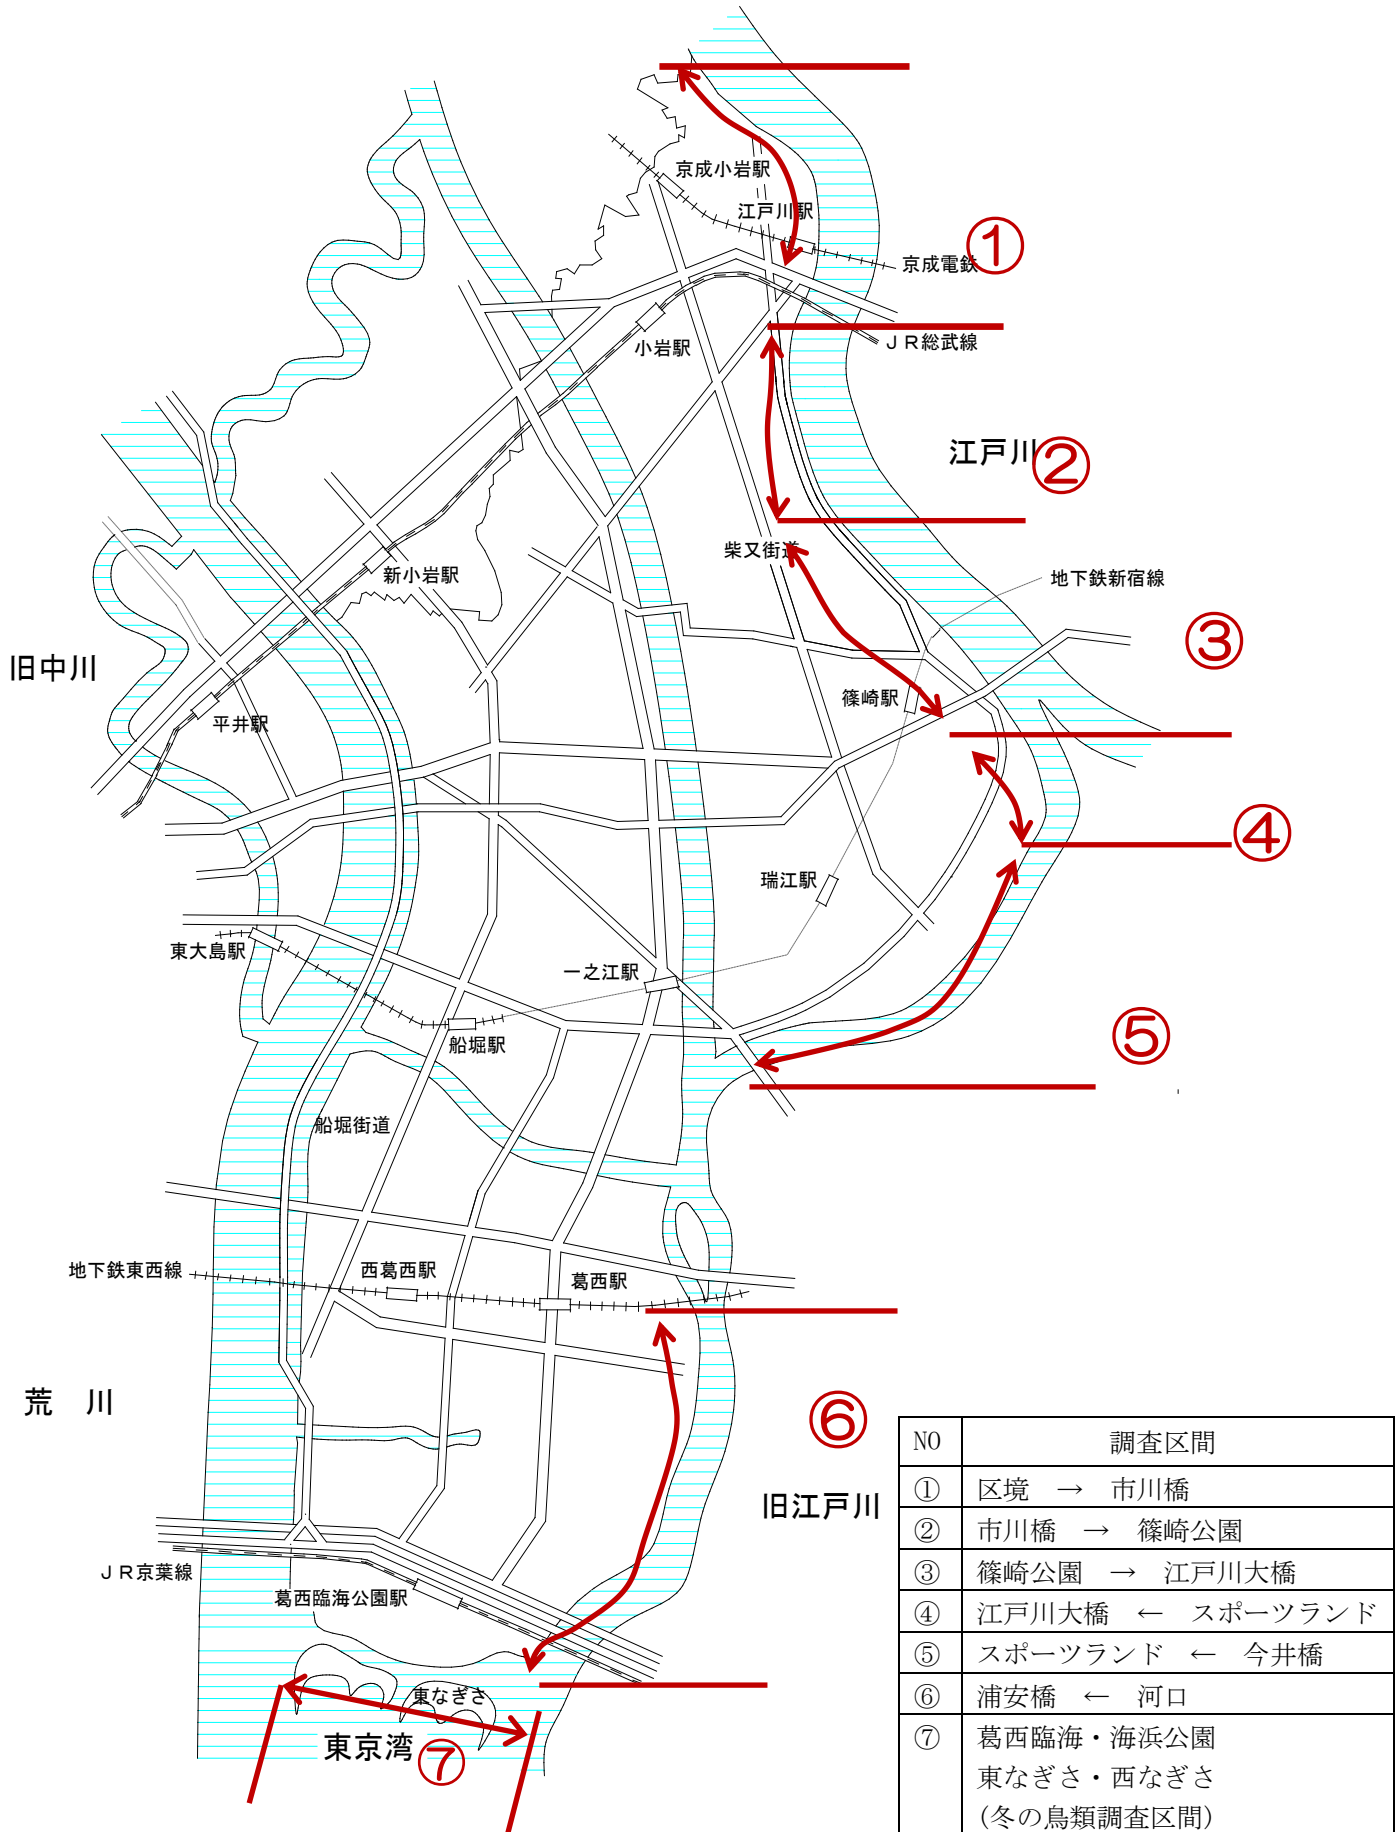 京成小岩駅
江戸川駅
①
京成電鉄
小岩駅
ＪＲ総武線
江戸川
②
柴又街道
新小岩駅
地下鉄新宿線
③
旧中川
篠崎駅
平井駅
④
瑞江駅
東大島駅
一之江駅
⑤
船堀駅
船堀街道
地下鉄東西線
西葛西駅
葛西駅
荒　川
⑥
旧江戸川
ＪＲ京葉線
葛西臨海公園駅
東なぎさ
東京湾
⑦
NO 調査区間
① 区境　→　市川橋
② 市川橋　→　篠崎公園
③ 篠崎公園　→　江戸川大橋
④ 江戸川大橋　←　スポーツランド
⑤ スポーツランド　←　今井橋
⑥ 浦安橋　←　河口
⑦ 葛西臨海・海浜公園
東なぎさ・西なぎさ
(冬の鳥類調査区間)